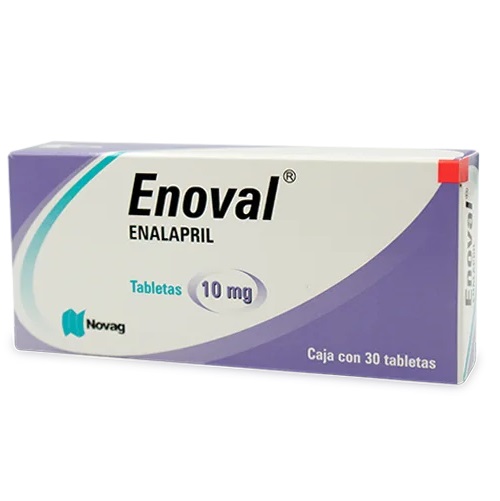 Enoval®
ENALAPRIL
Tabletas 10 mg
Novag
Caja con 30 tabletas
Enoval®